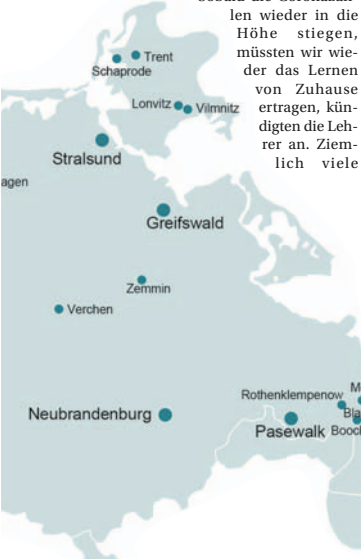 len wieder in die
Höhe stiegen,
müssten wir wie-
der das Lernen
von Zuhause
ertragen, kün-
digten die Leh-
rer an. Ziem-
lich viele
Trent
Schaprode
Lonvitz
Vilmnitz
Stralsund
agen
Greifswald
Zemmin
Verchen
Rothenklempenow
Neubrandenburg
Pasewalk